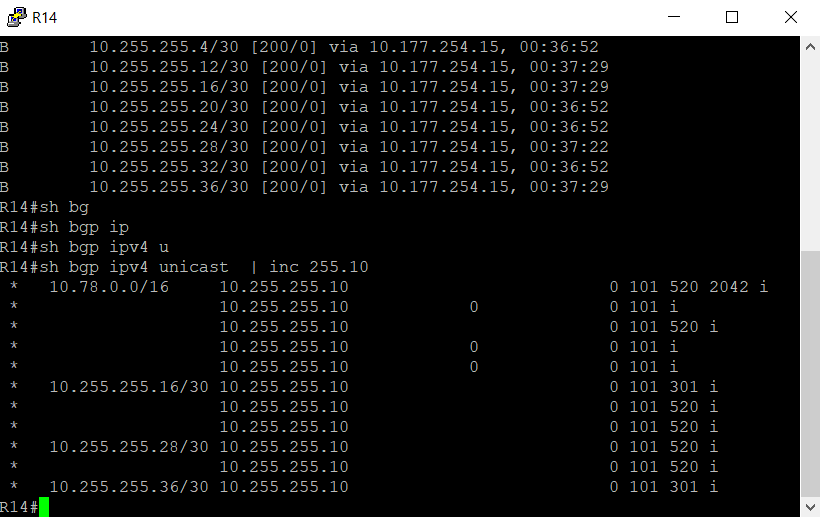 R14
B        10.255.255.4/30 [200/0] via 10.177.254.15, 00:36:52
B        10.255.255.12/30 [200/0] via 10.177.254.15, 00:37:29
B        10.255.255.16/30 [200/0] via 10.177.254.15, 00:37:29
B        10.255.255.20/30 [200/0] via 10.177.254.15, 00:36:52
B        10.255.255.24/30 [200/0] via 10.177.254.15, 00:36:52
B        10.255.255.28/30 [200/0] via 10.177.254.15, 00:37:22
B        10.255.255.32/30 [200/0] via 10.177.254.15, 00:36:52
B        10.255.255.36/30 [200/0] via 10.177.254.15, 00:37:29
R14#sh bg
R14#sh bgp ip
R14#sh bgp ipv4 u
R14#sh bgp ipv4 unicast  | inc 255.10
 *   10.78.0.0/16     10.255.255.10                          0 101 520 2042 i
 *                    10.255.255.10            0             0 101 i
 *                    10.255.255.10                          0 101 520 i
 *                    10.255.255.10            0             0 101 i
 *                    10.255.255.10            0             0 101 i
 *   10.255.255.16/30 10.255.255.10                          0 101 301 i
 *                    10.255.255.10                          0 101 520 i
 *                    10.255.255.10                          0 101 520 i
 *   10.255.255.28/30 10.255.255.10                          0 101 520 i
 *                    10.255.255.10                          0 101 520 i
 *   10.255.255.36/30 10.255.255.10                          0 101 301 i
R14#